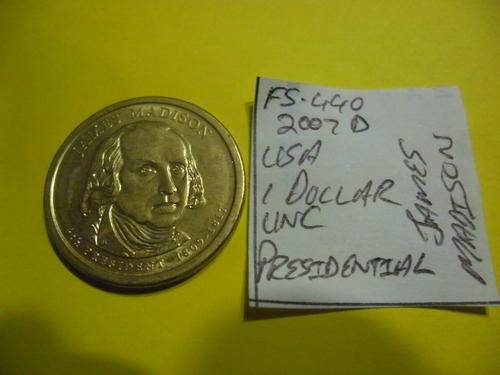 JAMES MADISON
4th PRESIDENT 1809-1817
FS-440
2007 D
USA
1 DOLLAR
UNC
PRESIDENTIAL
JAMES
MADISON